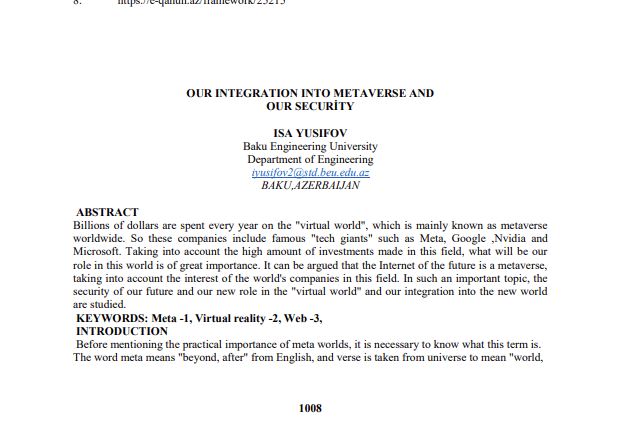 8. https://e-qanun.az/framework/25215
OUR INTEGRATION INTO METAVERSE AND
OUR SECURİTY
ISA YUSIFOV
Baku Engineering University
Department of Engineering
iyusifov2@std.beu.edu.az
BAKU,AZERBAIJAN
ABSTRACT
Billions of dollars are spent every year on the "virtual world", which is mainly known as metaverse
worldwide. So these companies include famous "tech giants" such as Meta, Google ,Nvidia and
Microsoft. Taking into account the high amount of investments made in this field, what will be our
role in this world is of great importance. It can be argued that the Internet of the future is a metaverse,
taking into account the interest of the world's companies in this field. In such an important topic, the
security of our future and our new role in the "virtual world" and our integration into the new world
are studied.
KEYWORDS: Meta -1, Virtual reality -2, Web -3,
INTRODUCTION
Before mentioning the practical importance of meta worlds, it is necessary to know what this term is.
The word meta means "beyond, after" from English, and verse is taken from universe to mean "world,
1008